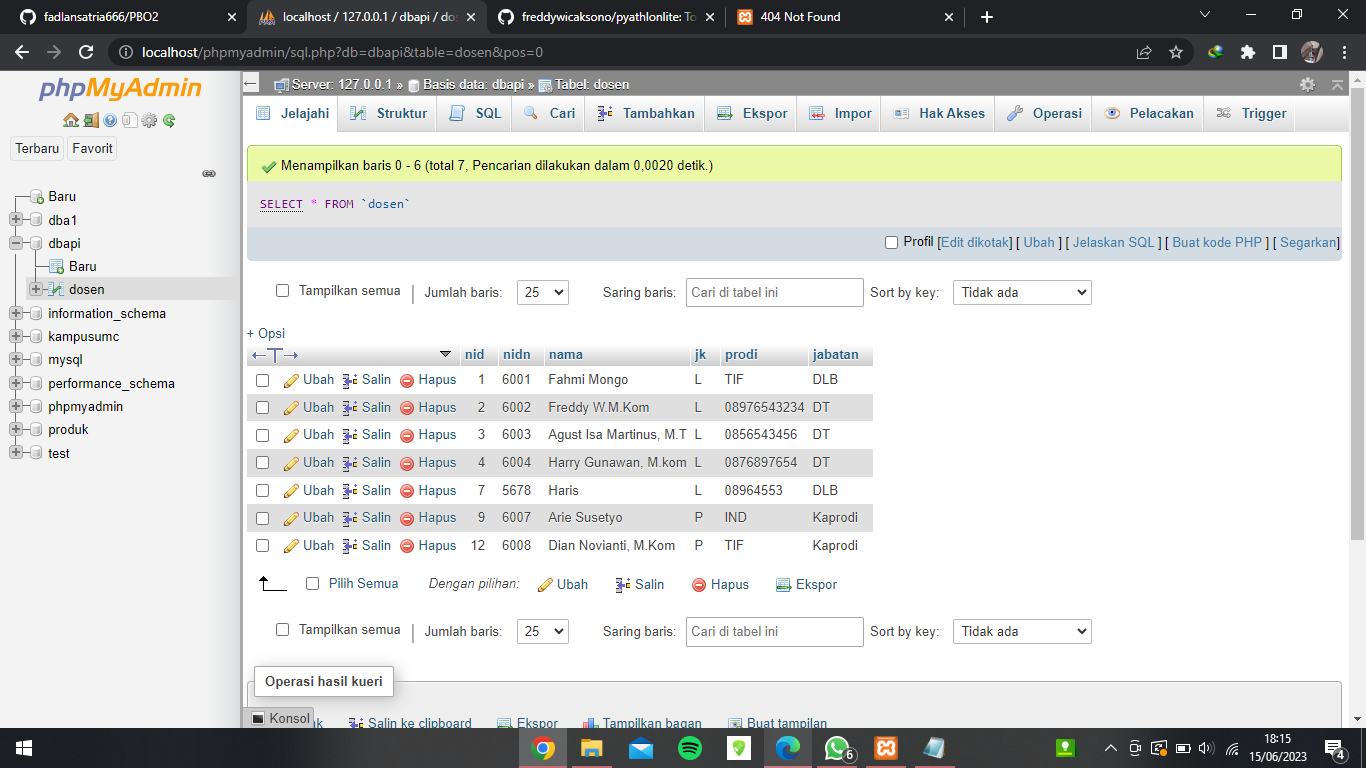 fadlansatria666/PBO2
localhost / 127.0.0.1 / dbapi / dos
freddywicaksono/pyathlonlite: To
404 Not Found
localhost/phpmyadmin/sql.php?db=dbapi&table=dosen&pos=0
phpMyAdmin
Terbaru Favorit
Baru
dba1
dbapi
Baru
dosen
information_schema
kampusumc
mysql
performance_schema
phpmyadmin
produk
test
Server: 127.0.0.1 » Basis data: dbapi » Tabel: dosen
Jelajahi Struktur SQL Cari Tambahkan Ekspor Impor Hak Akses Operasi Pelacakan Trigger
Menampilkan baris 0 - 6 (total 7, Pencarian dilakukan dalam 0,0020 detik.)
SELECT * FROM `dosen`
Profil [Edit dikotak] [ Ubah ] [ Jelaskan SQL ] [ Buat kode PHP ] [ Segarkan]
Tampilkan semua | Jumlah baris: 25 Saring baris: Cari di tabel ini Sort by key: Tidak ada
+ Opsi
←T→ nid nidn nama jk prodi jabatan
Ubah Salin Hapus 1 6001 Fahmi Mongo L TIF DLB
Ubah Salin Hapus 2 6002 Freddy W.M.Kom L 08976543234 DT
Ubah Salin Hapus 3 6003 Agust Isa Martinus, M.T L 0856543456 DT
Ubah Salin Hapus 4 6004 Harry Gunawan, M.kom L 0876897654 DT
Ubah Salin Hapus 7 5678 Haris L 08964553 DLB
Ubah Salin Hapus 9 6007 Arie Susetyo P IND Kaprodi
Ubah Salin Hapus 12 6008 Dian Novianti, M.Kom P TIF Kaprodi
Pilih Semua Dengan pilihan: Ubah Salin Hapus Ekspor
Tampilkan semua | Jumlah baris: 25 Saring baris: Cari di tabel ini Sort by key: Tidak ada
Operasi hasil kueri
Konsol
k Salin ke clipboard Ekspor Tampilkan bagan Buat tampilan
6
18:15
15/06/2023
4